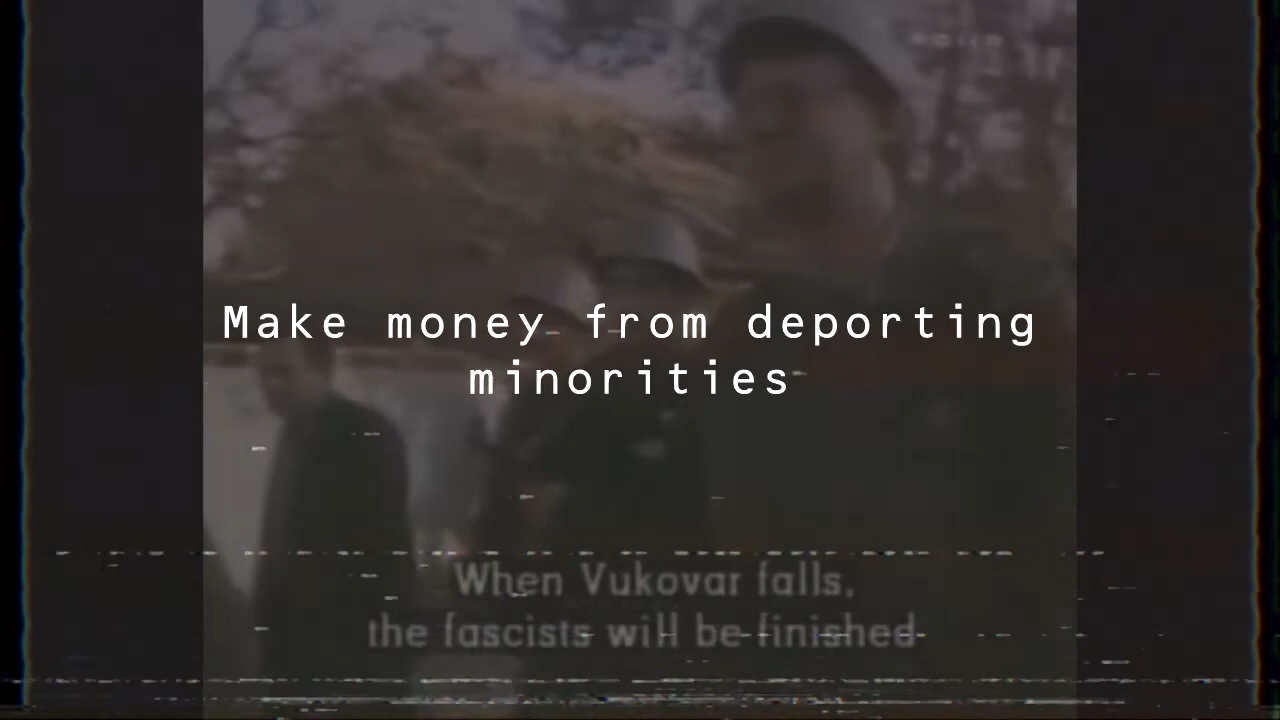 Make money from deporting
minorities
When Vukovar falls,
the fascists will be finished